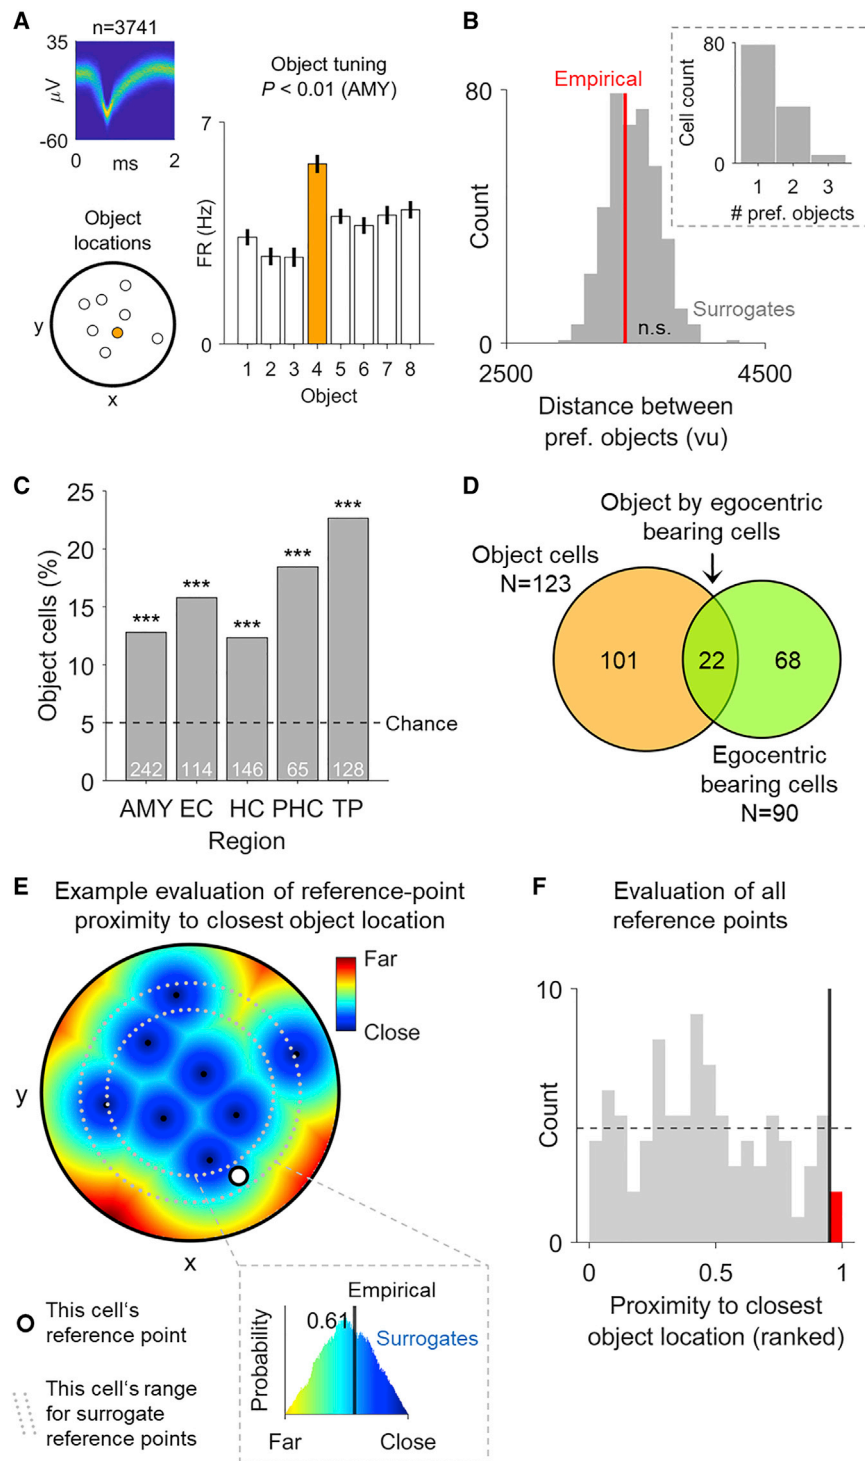 A
n=3741
35
μV
-60
0 ms 2
Object tuning
P < 0.01 (AMY)
7
FR (Hz)
0
1 2 3 4 5 6 7 8
Object
Object
locations
y
x
B
80
Count
0
Empirical
n.s.
Surrogates
2500 4500
Distance between
pref. objects (vu)
80
Cell count
0
1 2 3
# pref. objects
C
25
20
15
10
5
0
Object cells (%)
***
***
***
***
***
Chance
242 114 146 65 128
AMY EC HC PHC TP
Region
D
Object by egocentric
bearing cells
Object cells
N=123
101 22 68
Egocentric
bearing cells
N=90
E
Example evaluation of reference-point
proximity to closest object location
Far
Close
y
x
This cell's
reference point
This cell's range
for surrogate
reference points
Empirical
0.61
Surrogates
Probability
Far Close
F
Evaluation of all
reference points
10
Count
0
0 0.5 1
Proximity to closest
object location (ranked)